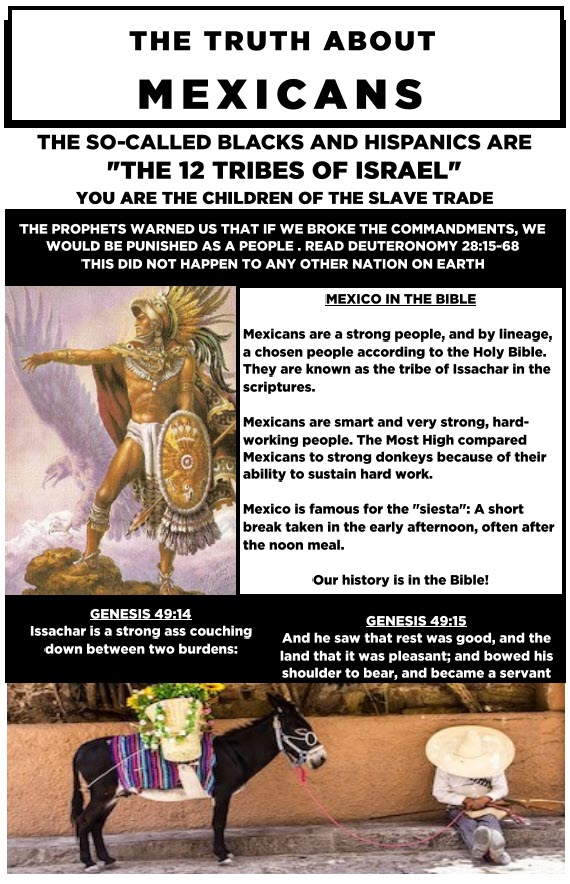 THE TRUTH ABOUT
MEXICANS
THE SO-CALLED BLACKS AND HISPANICS ARE
"THE 12 TRIBES OF ISRAEL"
YOU ARE THE CHILDREN OF THE SLAVE TRADE
THE PROPHETS WARNED US THAT IF WE BROKE THE COMMANDMENTS, WE
WOULD BE PUNISHED AS A PEOPLE . READ DEUTERONOMY 28:15-68
THIS DID NOT HAPPEN TO ANY OTHER NATION ON EARTH
MEXICO IN THE BIBLE
Mexicans are a strong people, and by lineage,
a chosen people according to the Holy Bible.
They are known as the tribe of Issachar in the
scriptures.
Mexicans are smart and very strong, hard-
working people. The Most High compared
Mexicans to strong donkeys because of their
ability to sustain hard work.
Mexico is famous for the "siesta": A short
break taken in the early afternoon, often after
the noon meal.
Our history is in the Bible!
GENESIS 49:14
Issachar is a strong ass couching
down between two burdens:
GENESIS 49:15
And he saw that rest was good, and the
land that it was pleasant; and bowed his
shoulder to bear, and became a servant